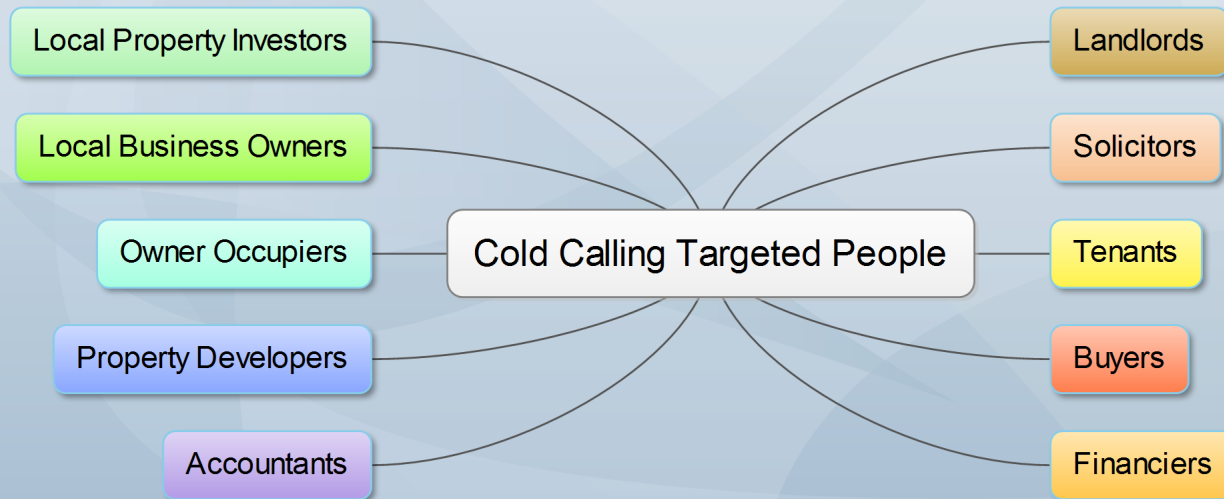 Local Property Investors
Local Business Owners
Owner Occupiers
Property Developers
Accountants
Cold Calling Targeted People
Landlords
Solicitors
Tenants
Buyers
Financiers